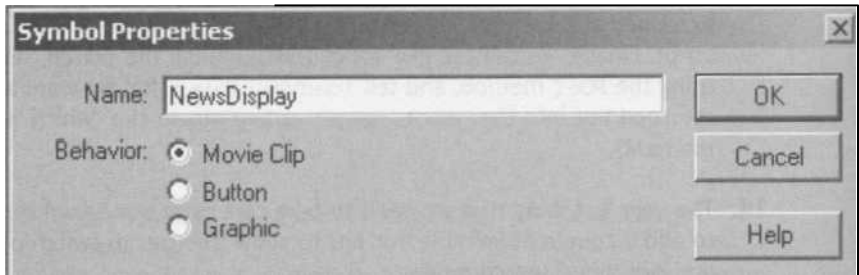 Symbol Properties
Name: NewsDisplay
OK
Behavior: Movie Clip
Cancel
Button
Graphic
Help